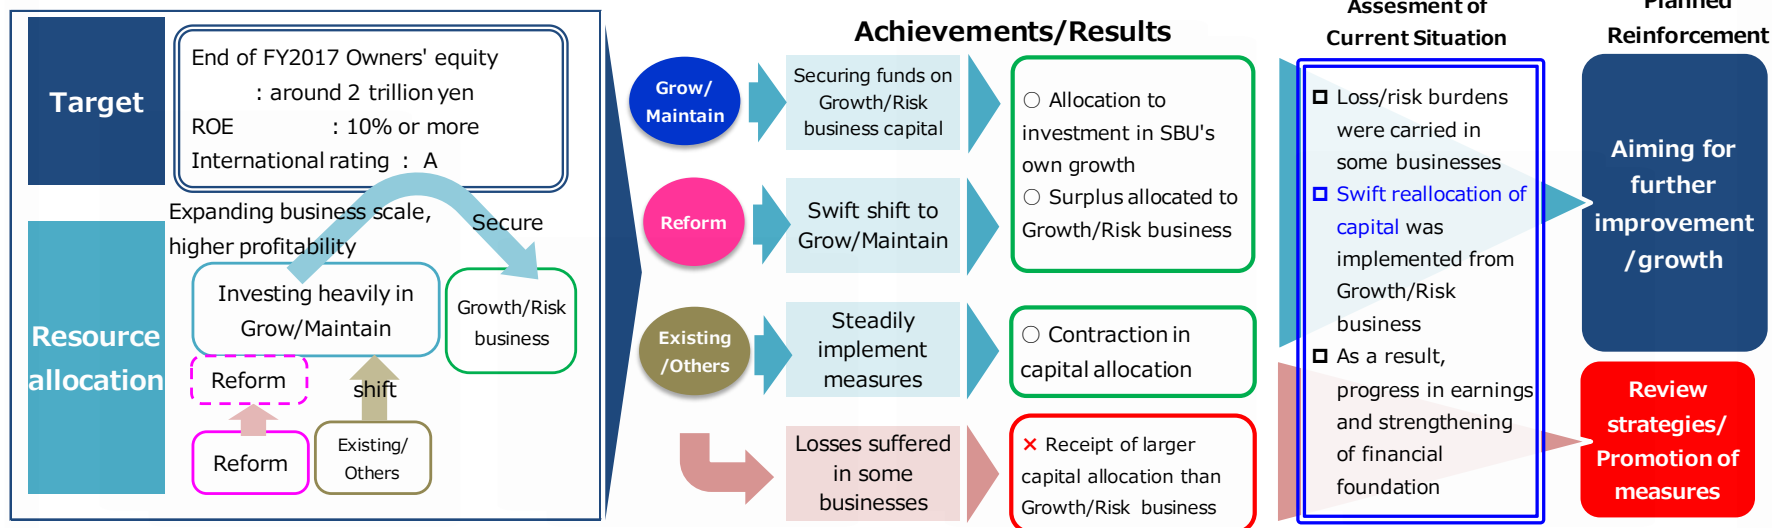 Target
End of FY2017 Owners' equity
: around 2 trillion yen
ROE : 10% or more
International rating : A
Resource
allocation
Expanding business scale,
higher profitability
Secure
Investing heavily in
Grow/Maintain
Growth/Risk
business
Reform
shift
Reform
Existing/
Others
Achievements/Results
Grow/
Maintain
Securing funds on
Growth/Risk
business capital
Reform
Swift shift to
Grow/Maintain
○ Allocation to
investment in SBU's
own growth
○ Surplus allocated to
Growth/Risk business
Existing
/Others
Steadily
implement
measures
○ Contraction in
capital allocation
Losses suffered
in some
businesses
× Receipt of larger
capital allocation than
Growth/Risk business
Assesment of
Current Situation
Loss/risk burdens
were carried in
some businesses
Swift reallocation of
capital was
implemented from
Growth/Risk
business
As a result,
progress in earnings
and strengthening
of financial
foundation
Planned
Reinforcement
Aiming for
further
improvement
/growth
Review
strategies/
Promotion of
measures